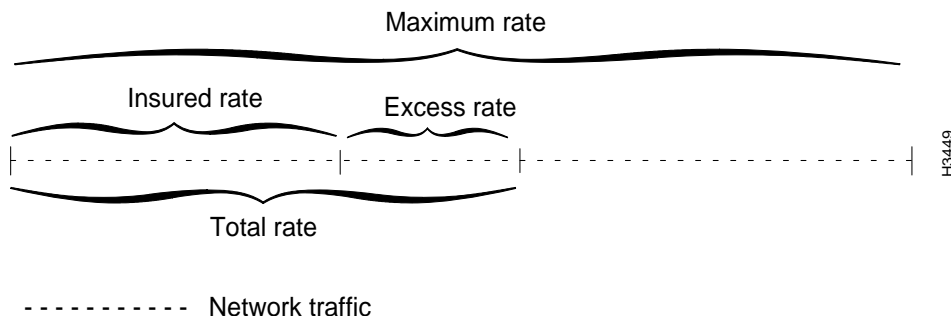 Maximum rate
Insured rate
Excess rate
Total rate
Network traffic
H3449